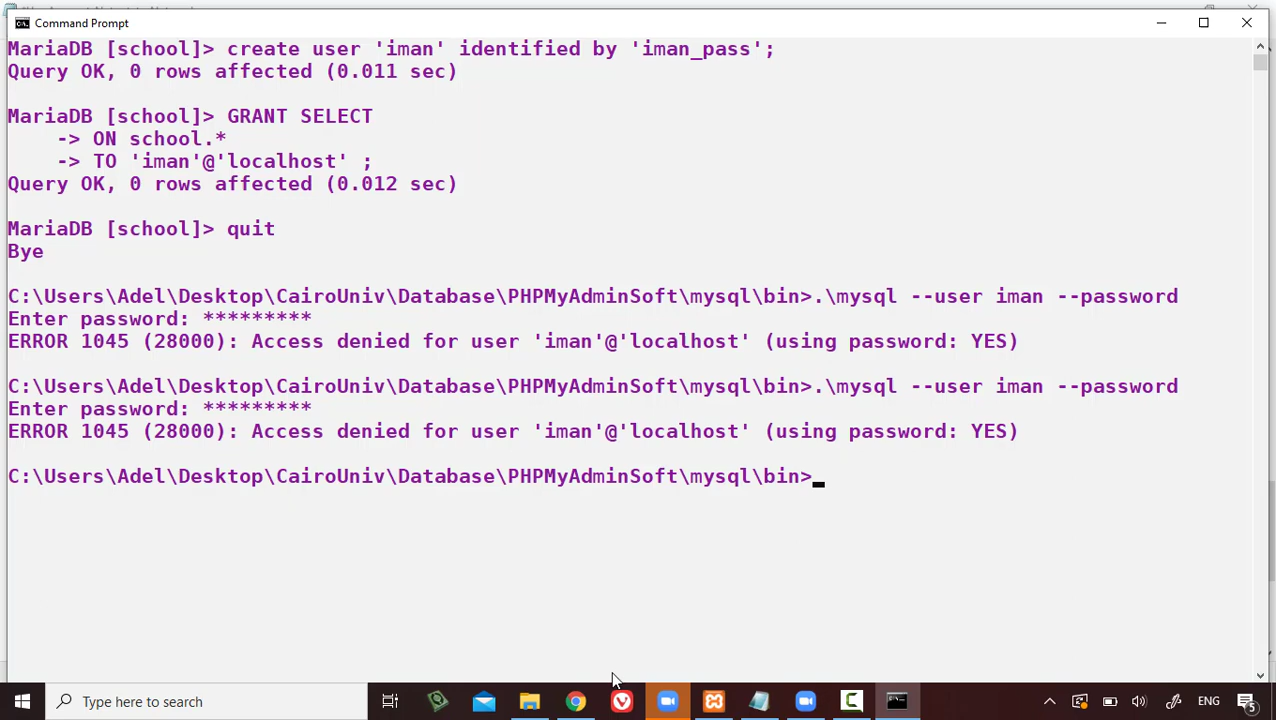 Command Prompt
MariaDB [school]> create user 'iman' identified by 'iman_pass';
Query OK, 0 rows affected (0.011 sec)
MariaDB [school]> GRANT SELECT
-> ON school.*
-> TO 'iman'@'localhost' ;
Query OK, 0 rows affected (0.012 sec)
MariaDB [school]> quit
Bye
C:\Users\Adel\Desktop\CairoUniv\Database\PHPMyAdminSoft\mysql\bin>.\mysql --user iman --password
Enter password: *********
ERROR 1045 (28000): Access denied for user 'iman'@'localhost' (using password: YES)
C:\Users\Adel\Desktop\CairoUniv\Database\PHPMyAdminSoft\mysql\bin>.\mysql --user iman --password
Enter password: *********
ERROR 1045 (28000): Access denied for user 'iman'@'localhost' (using password: YES)
C:\Users\Adel\Desktop\CairoUniv\Database\PHPMyAdminSoft\mysql\bin>
Type here to search
ENG
5